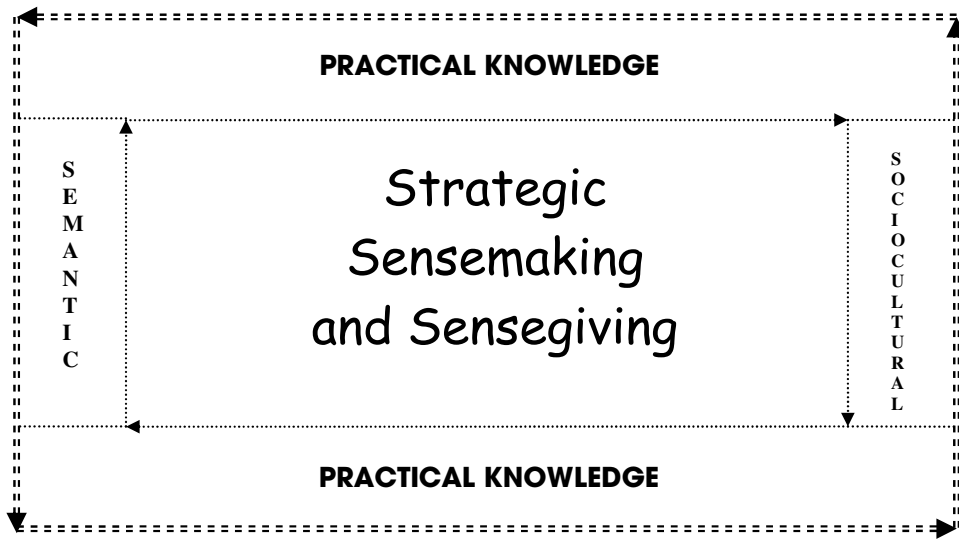 PRACTICAL KNOWLEDGE
SEMANTIC
Strategic
Sensemaking
and Sensegiving
SOCIOCULTURAL
PRACTICAL KNOWLEDGE